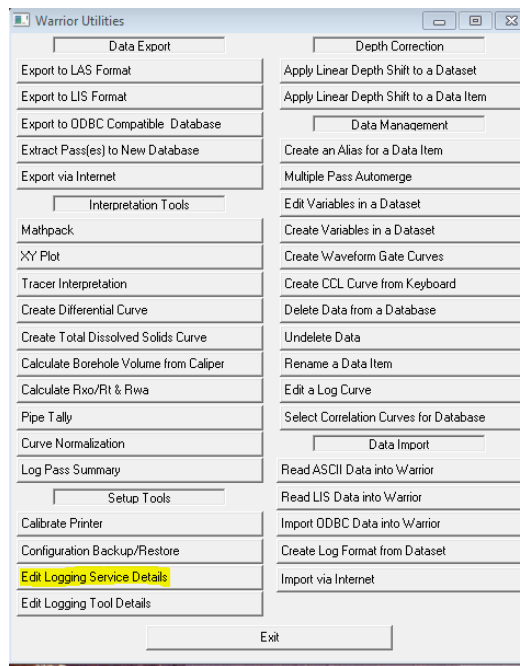 Warrior Utilities
Data Export
Export to LAS Format
Export to LIS Format
Export to ODBC Compatible Database
Extract Pass(es) to New Database
Export via Internet
Interpretation Tools
Mathpack
XY Plot
Tracer Interpretation
Create Differential Curve
Create Total Dissolved Solids Curve
Calculate Borehole Volume from Caliper
Calculate Rxo/Rt & Rwa
Pipe Tally
Curve Normalization
Log Pass Summary
Setup Tools
Calibrate Printer
Configuration Backup/Restore
Edit Logging Service Details
Edit Logging Tool Details
Depth Correction
Apply Linear Depth Shift to a Dataset
Apply Linear Depth Shift to a Data Item
Data Management
Create an Alias for a Data Item
Multiple Pass Automerge
Edit Variables in a Dataset
Create Variables in a Dataset
Create Waveform Gate Curves
Create CCL Curve from Keyboard
Delete Data from a Database
Undelete Data
Rename a Data Item
Edit a Log Curve
Select Correlation Curves for Database
Data Import
Read ASCII Data into Warrior
Read LIS Data into Warrior
Import ODBC Data into Warrior
Create Log Format from Dataset
Import via Internet
Exit